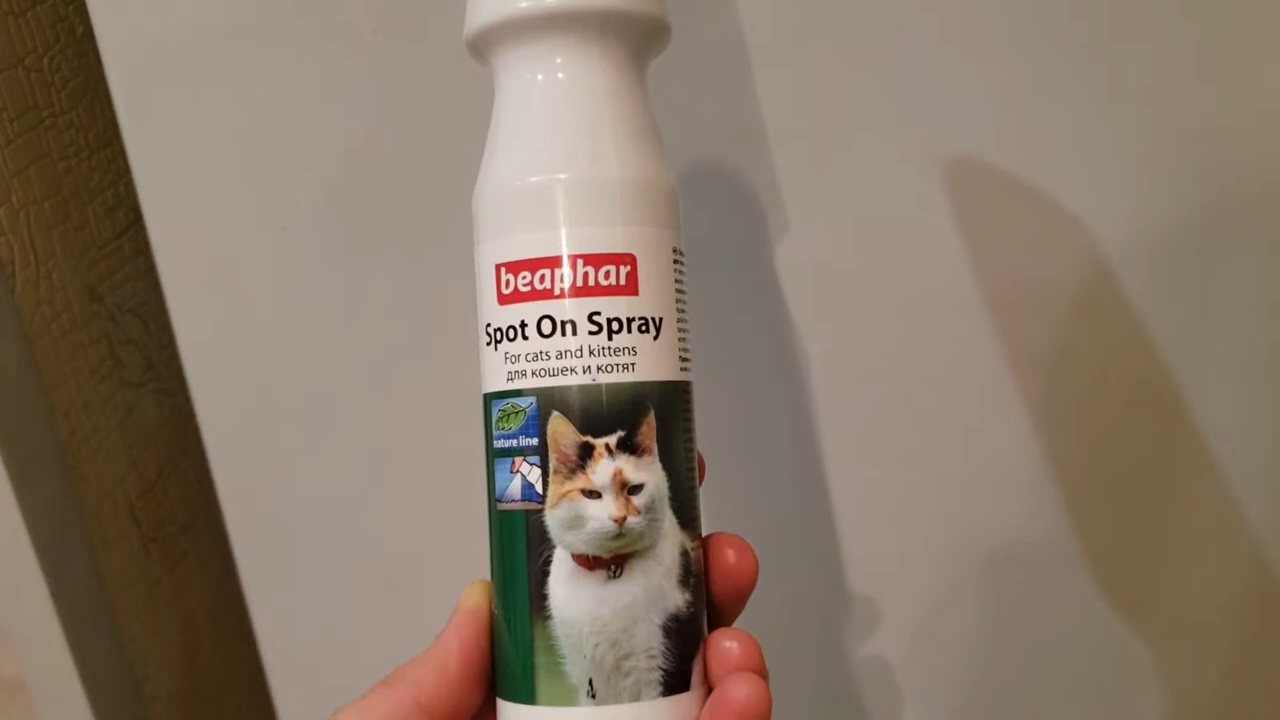 beaphar
Spot On Spray
For cats and kittens
для кошек и котят
nature line